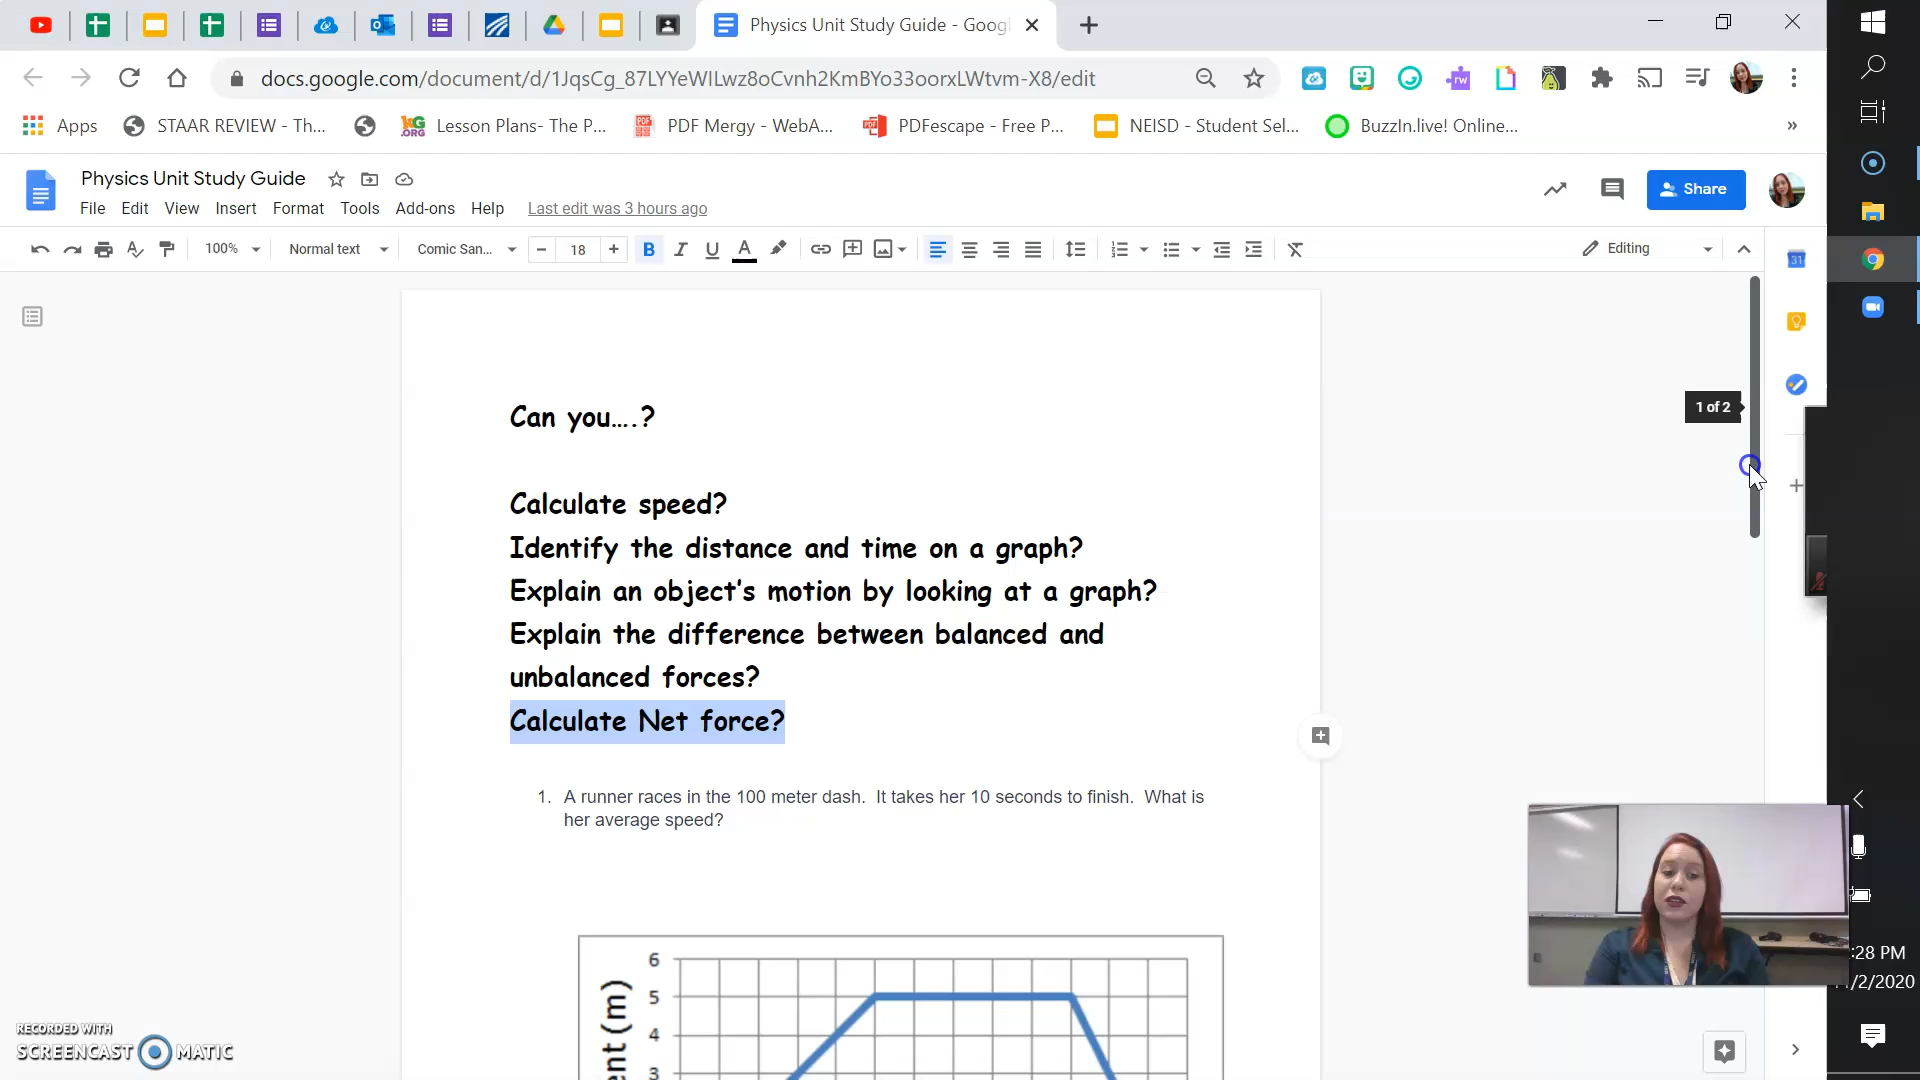 Physics Unit Study Guide - Googl
docs.google.com/document/d/1JqsCg_87LYYeWILwz8oCvnh2KmBYo33oorxLWtvm-X8/edit
Apps
STAAR REVIEW - Th...
Lesson Plans- The P...
PDF Mergy - WebA...
PDFescape - Free P...
NEISD - Student Sel...
BuzzIn.live! Online...
»
Physics Unit Study Guide
File Edit View Insert Format Tools Add-ons Help Last edit was 3 hours ago
Share
100% Normal text Comic San... 18 B I U A Editing
31
1 of 2
Can you....?
Calculate speed?
Identify the distance and time on a graph?
Explain an object's motion by looking at a graph?
Explain the difference between balanced and
unbalanced forces?
Calculate Net force?
1. A runner races in the 100 meter dash. It takes her 10 seconds to finish. What is
her average speed?
6
5
4
3
ent (m)
:28 PM
/2/2020
RECORDED WITH
SCREENCAST MATIC